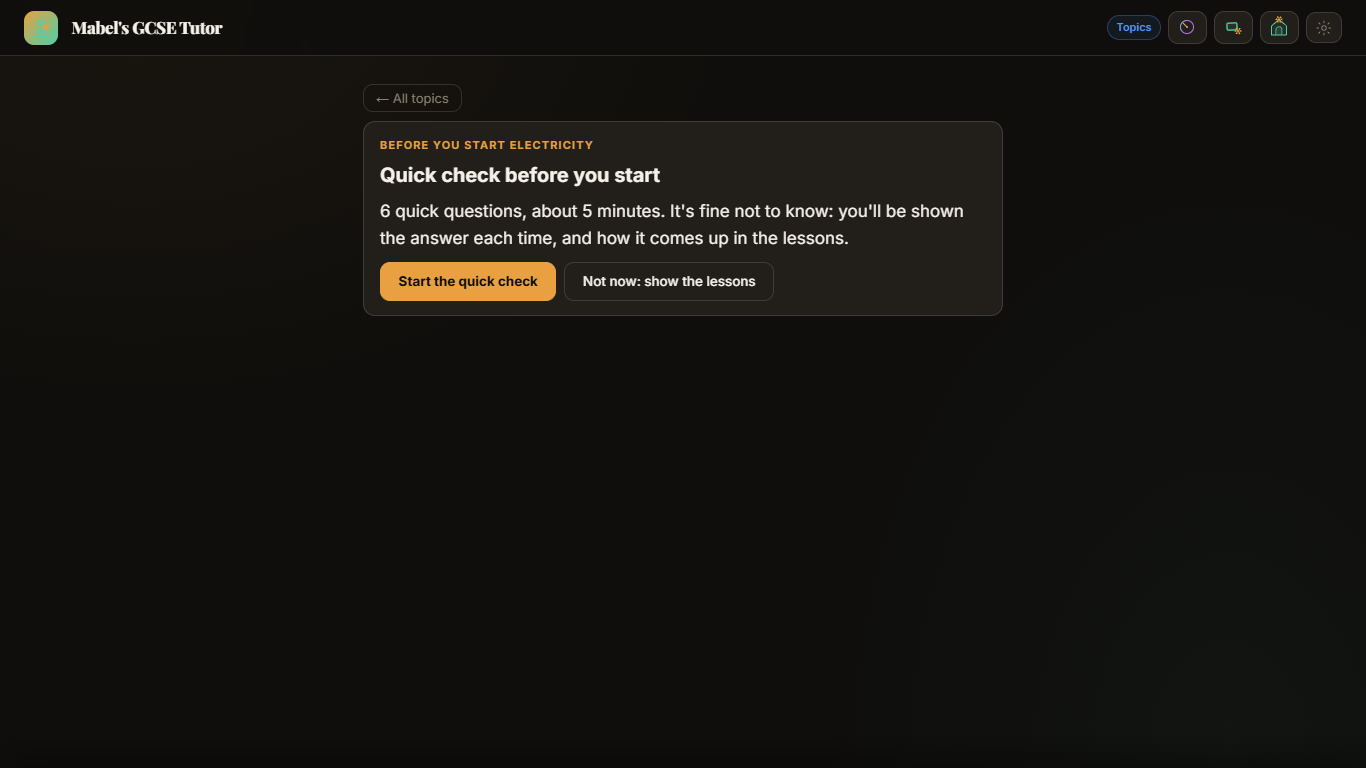 Mabel's GCSE Tutor
Topics
← All topics
BEFORE YOU START ELECTRICITY
Quick check before you start
6 quick questions, about 5 minutes. It's fine not to know: you'll be shown
the answer each time, and how it comes up in the lessons.
Start the quick check
Not now: show the lessons